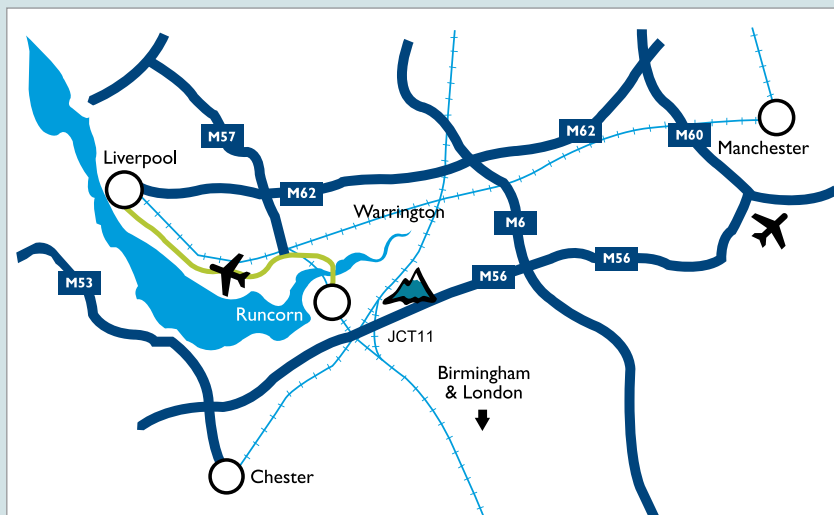 M57
M62
M60
Manchester
Liverpool
M62
Warrington
M6
M53
M56
M56
Runcorn
JCT11
Birmingham
& London
Chester